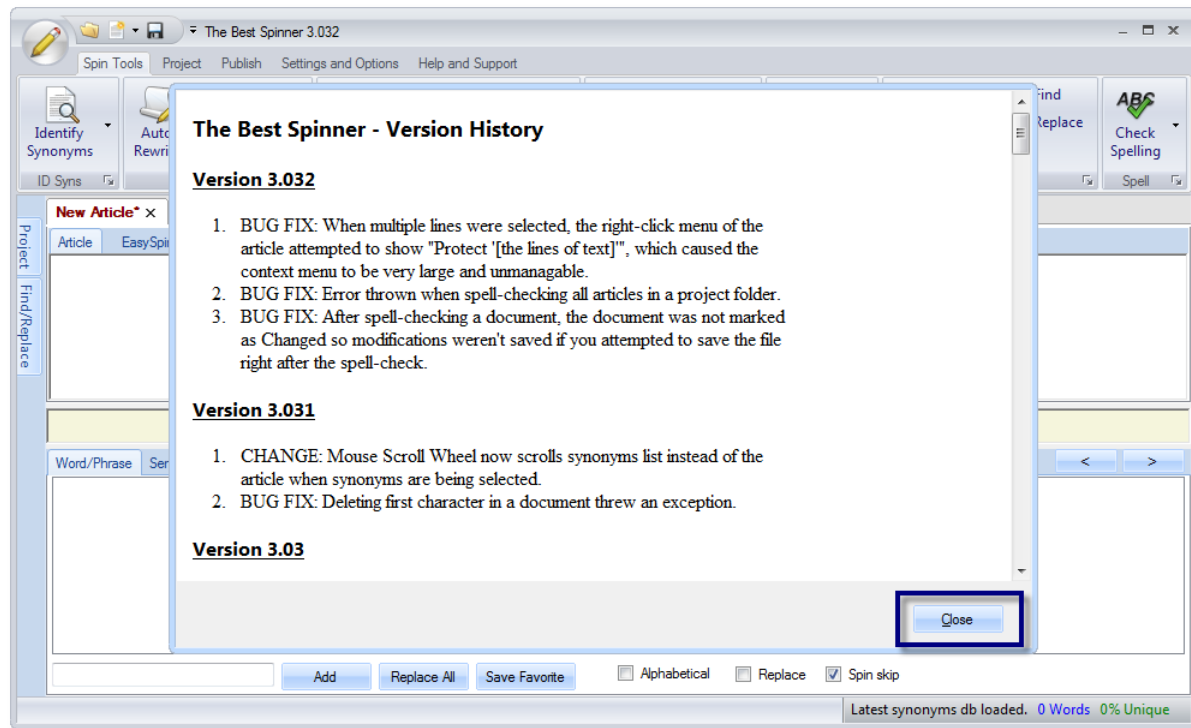 The Best Spinner 3.032
Spin Tools Project Publish Settings and Options Help and Support
Identify
Synonyms
ID Syns
Find
Replace
Check
Spelling
Spell
New Article*
Article
Project
Find/Replace
The Best Spinner - Version History
Version 3.032
1. BUG FIX: When multiple lines were selected, the right-click menu of the
article attempted to show "Protect '[the lines of text]'", which caused the
context menu to be very large and unmanagable.
2. BUG FIX: Error thrown when spell-checking all articles in a project folder.
3. BUG FIX: After spell-checking a document, the document was not marked
as Changed so modifications weren't saved if you attempted to save the file
right after the spell-check.
Version 3.031
1. CHANGE: Mouse Scroll Wheel now scrolls synonyms list instead of the
article when synonyms are being selected.
2. BUG FIX: Deleting first character in a document threw an exception.
Version 3.03
Close
Word/Phrase
< >
Add Replace All Save Favorite Alphabetical Replace Spin skip
Latest synonyms db loaded. 0 Words 0% Unique